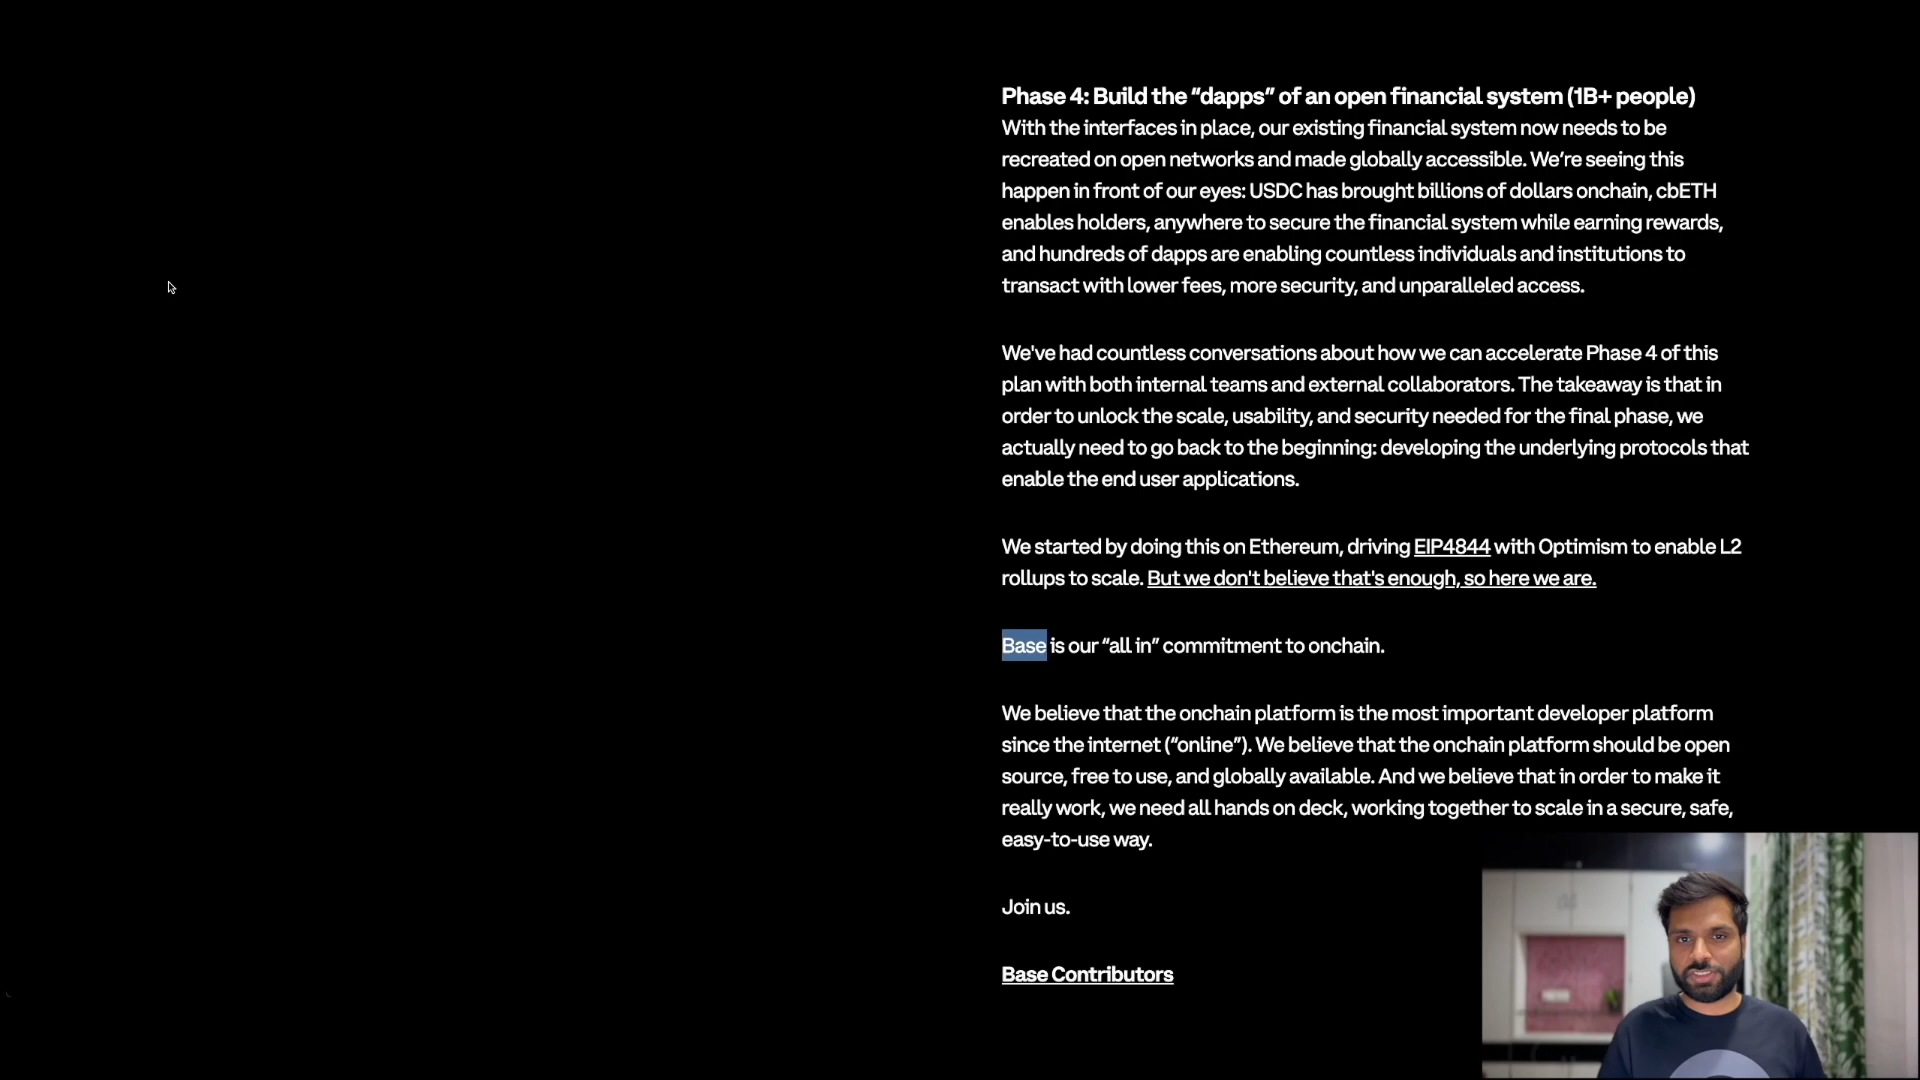 Phase 4: Build the “dapps” of an open financial system (1B+ people)
With the interfaces in place, our existing financial system now needs to be
recreated on open networks and made globally accessible. We’re seeing this
happen in front of our eyes: USDC has brought billions of dollars onchain, cbETH
enables holders, anywhere to secure the financial system while earning rewards,
and hundreds of dapps are enabling countless individuals and institutions to
transact with lower fees, more security, and unparalleled access.
We've had countless conversations about how we can accelerate Phase 4 of this
plan with both internal teams and external collaborators. The takeaway is that in
order to unlock the scale, usability, and security needed for the final phase, we
actually need to go back to the beginning: developing the underlying protocols that
enable the end user applications.
We started by doing this on Ethereum, driving EIP4844 with Optimism to enable L2
rollups to scale. But we don't believe that's enough, so here we are.
Base is our “all in” commitment to onchain.
We believe that the onchain platform is the most important developer platform
since the internet (“online”). We believe that the onchain platform should be open
source, free to use, and globally available. And we believe that in order to make it
really work, we need all hands on deck, working together to scale in a secure, safe,
easy-to-use way.
Join us.
Base Contributors